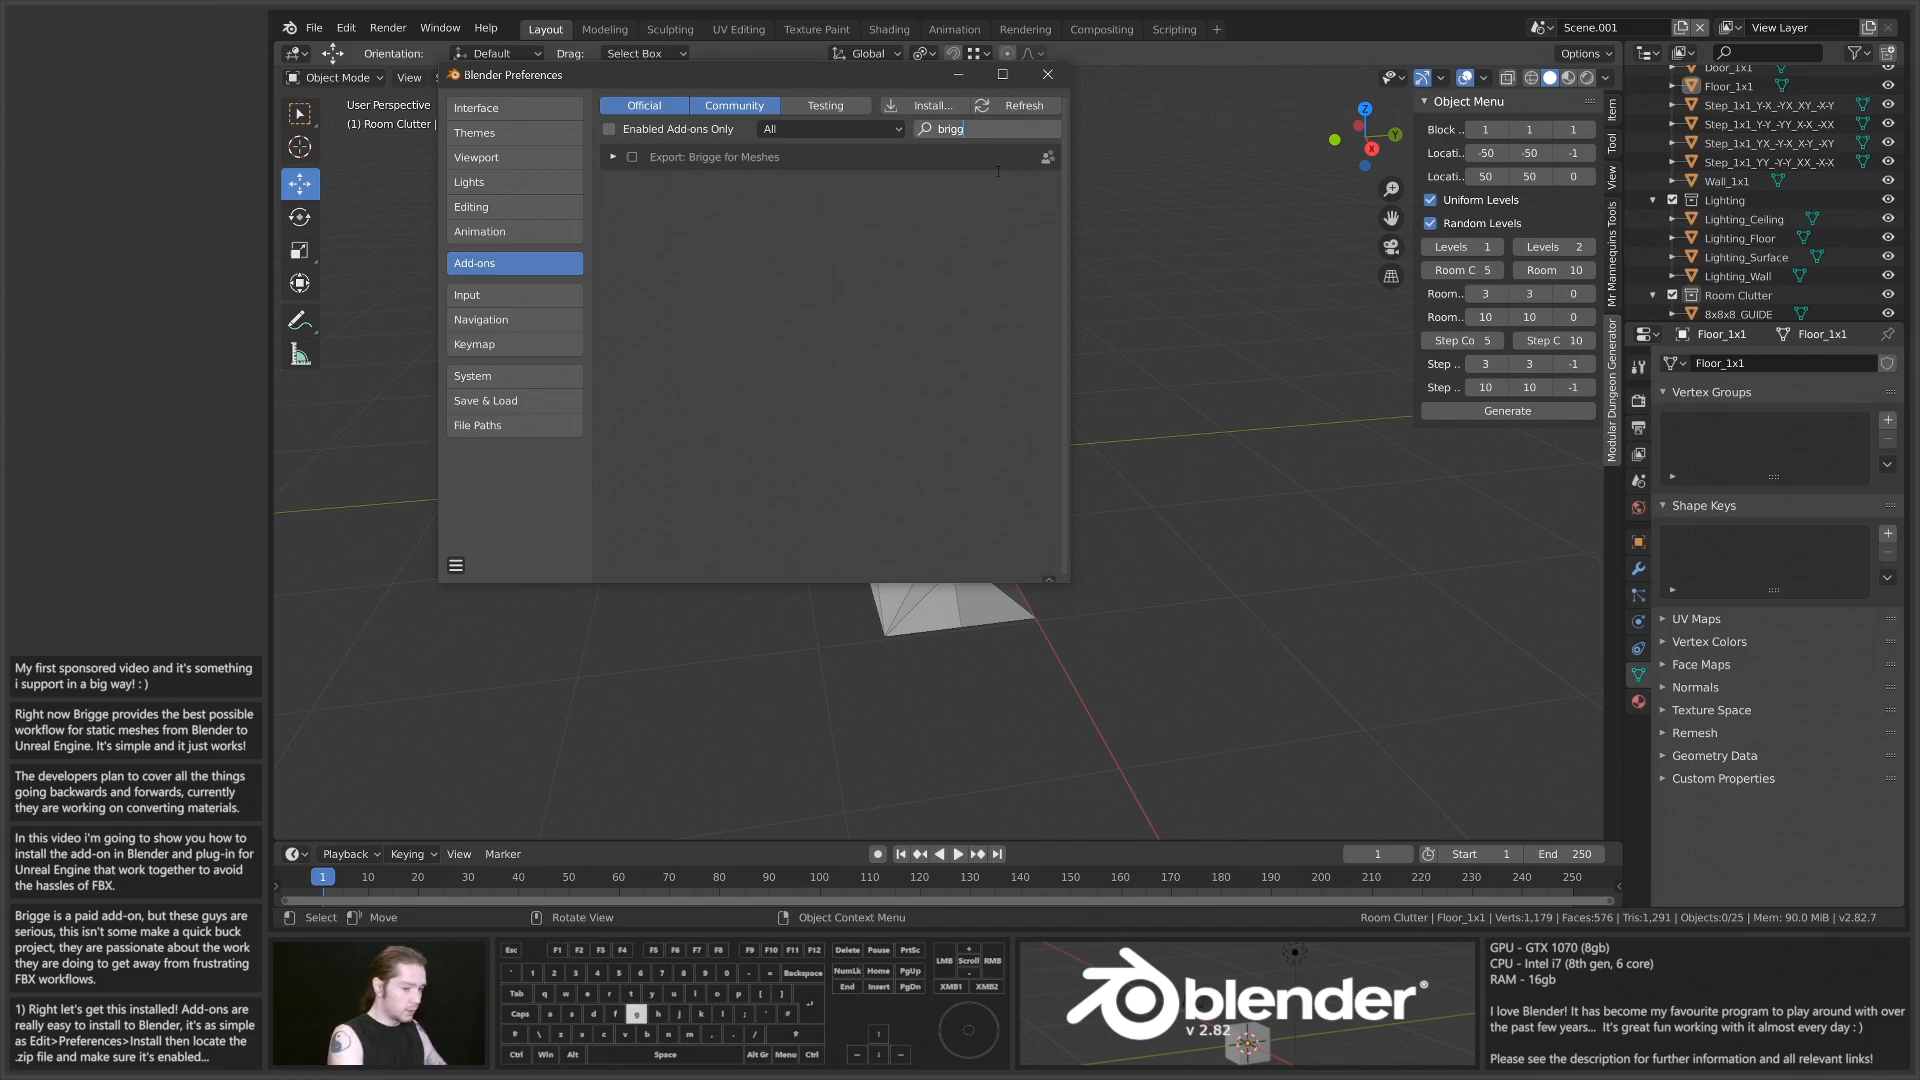 File Edit Render Window Help Layout Modeling Sculpting UV Editing Texture Paint Shading Animation Rendering Compositing Scripting + Scene.001 View Layer
Orientation: Default Drag: Select Box Global Options
Object Mode View
User Perspective
(1) Room Clutter |
Blender Preferences
Interface
Themes
Viewport
Lights
Editing
Animation
Add-ons
Input
Navigation
Keymap
System
Save & Load
File Paths
Official Community Testing Install... Refresh
Enabled Add-ons Only All brigg
Export: Brigge for Meshes
Z
Y
X
Object Menu
Block .. 1 1 1
Locati... -50 -50 -1
Locati... 50 50 0
Uniform Levels
Random Levels
Levels 1 Levels 2
Room C 5 Room 10
Room.. 3 3 0
Room.. 10 10 0
Step Co 5 Step C 10
Step .. 3 3 -1
Step .. 10 10 -1
Generate
Item
Tool
View
Mr Mannequins Tools
Modular Dungeon Generator
Door_1x1
Floor_1x1
Step_1x1_Y-X_-YX_XY_-X-Y
Step_1x1_Y-Y_-YY_X-X_-XX
Step_1x1_YX_Y-X_X-Y_-XY
Step_1x1_YY_-Y-Y_XX_-X-X
Wall_1x1
Lighting
Lighting_Ceiling
Lighting_Floor
Lighting_Surface
Lighting_Wall
Room Clutter
8x8x8_GUIDE
Floor_1x1 Floor_1x1
Floor_1x1
Vertex Groups
Shape Keys
UV Maps
Vertex Colors
Face Maps
Normals
Texture Space
Remesh
Geometry Data
Custom Properties
My first sponsored video and it's something
i support in a big way! : )
Right now Brigge provides the best possible
workflow for static meshes from Blender to
Unreal Engine. It's simple and it just works!
The developers plan to cover all the things
going backwards and forwards, currently
they are working on converting materials.
In this video i'm going to show you how to
install the add-on in Blender and plug-in for
Unreal Engine that work together to avoid
the hassles of FBX.
Brigge is a paid add-on, but these guys are
serious, this isn't some make a quick buck
project, they are passionate about the work
they are doing to get away from frustrating
FBX workflows.
1) Right let's get this installed! Add-ons are
really easy to install to Blender, it's as simple
as Edit>Preferences>Install then locate the
.zip file and make sure it's enabled...
Playback Keying View Marker 1 Start 1 End 250
1 10 20 30 40 50 60 70 80 90 100 110 120 130 140 150 160 170 180 190 200 210 220 230 240 250
Select Move Rotate View Object Context Menu Room Clutter | Floor_1x1 | Verts:1,179 | Faces:576 | Tris:1,291 | Objects:0/25 | Mem: 90.0 MiB | v2.82.7
Esc F1 F2 F3 F4 F5 F6 F7 F8 F9 F10 F11 F12 Delete Pause PrtSc
` 1 2 3 4 5 6 7 8 9 0 - = Backspace NumLk Home PgUp LMB Scroll RMB
Tab q w e r t y u i o p [ ] End Insert PgDn XMB1 XMB2
Caps a s d f g h j k l ; ' #
\ z x c v b n m , . /
Ctrl Win Alt Space Alt Gr Menu Ctrl
blender®
v 2.82
GPU - GTX 1070 (8gb)
CPU - Intel i7 (8th gen, 6 core)
RAM - 16gb
I love Blender! It has become my favourite program to play around with over
the past few years... It's great fun working with it almost every day : )
Please see the description for further information and all relevant links!